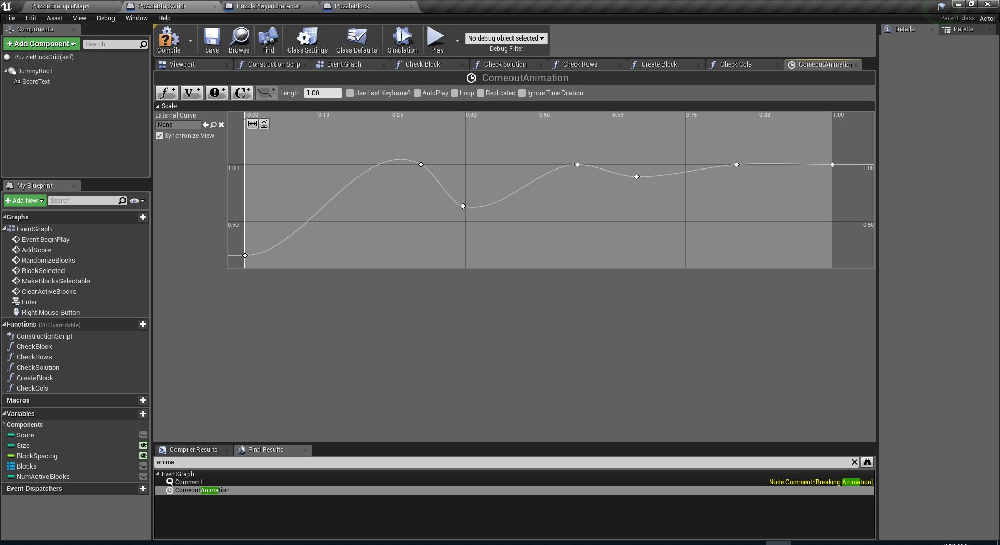 PuzzleExampleMap*
PuzzleBlockGrid*
PuzzlePlayerCharacter
PuzzleBlock
File Edit Asset View Debug Window Help
Parent class: Actor
Components
Add Component
Search
PuzzleBlockGrid(self)
DummyRoot
Aa ScoreText
Compile
Save
Browse
Find
Class Settings
Class Defaults
Simulation
Play
No debug object selected
Debug Filter
Details
Palette
Viewport
Construction Scrip
Event Graph
Check Block
Check Solution
Check Rows
Create Block
Check Cols
ComeoutAnimation
ComeoutAnimation
Length 1.00 Use Last Keyframe? AutoPlay Loop Replicated Ignore Time Dilation
Scale
External Curve
None
Synchronize View
-0.00 0.13 0.25 0.38 0.50 0.63 0.75 0.88 1.00
1.00 1.00
0.50 0.50
My Blueprint
Add New
Search
Graphs
EventGraph
Event BeginPlay
AddScore
RandomizeBlocks
BlockSelected
MakeBlocksSelectable
ClearActiveBlocks
Enter
Right Mouse Button
Functions (20 Overridable)
ConstructionScript
CheckBlock
CheckRows
CheckSolution
CreateBlock
CheckCols
Macros
Variables
Components
Score
Size
BlockSpacing
Blocks
NumActiveBlocks
Event Dispatchers
Compiler Results
Find Results
anima
EventGraph
Comment
Node Comment:[Breaking Animation]
ComeoutAnimation